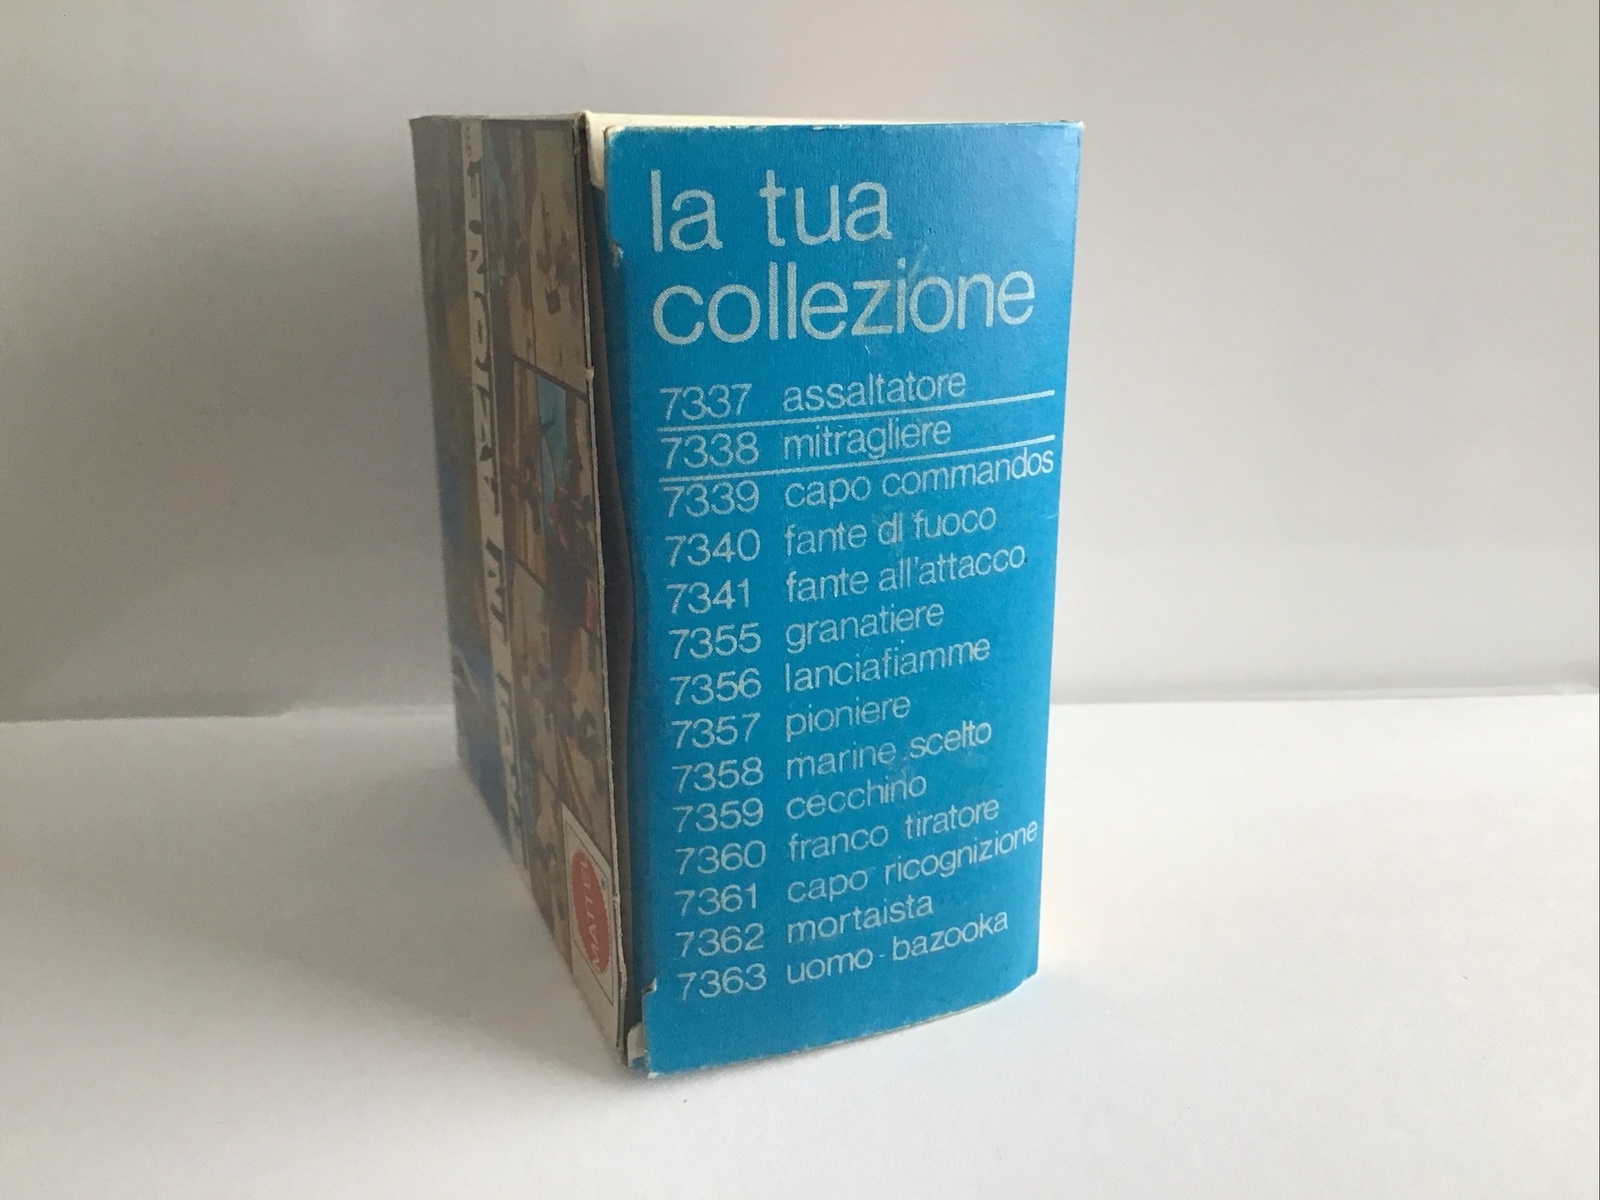 la tua
collezione
7337 assaltatore
7338 mitragliere
7339 capo commandos
7340 fante di fuoco
7341 fante all'attacco
7355 granatiere
7356 lanciafiamme
7357 pioniere
7358 marine scelto
7359 cecchino
7360 franco tiratore
7361 capo ricognizione
7362 mortaista
7363 uomo-bazooka
MATTEL